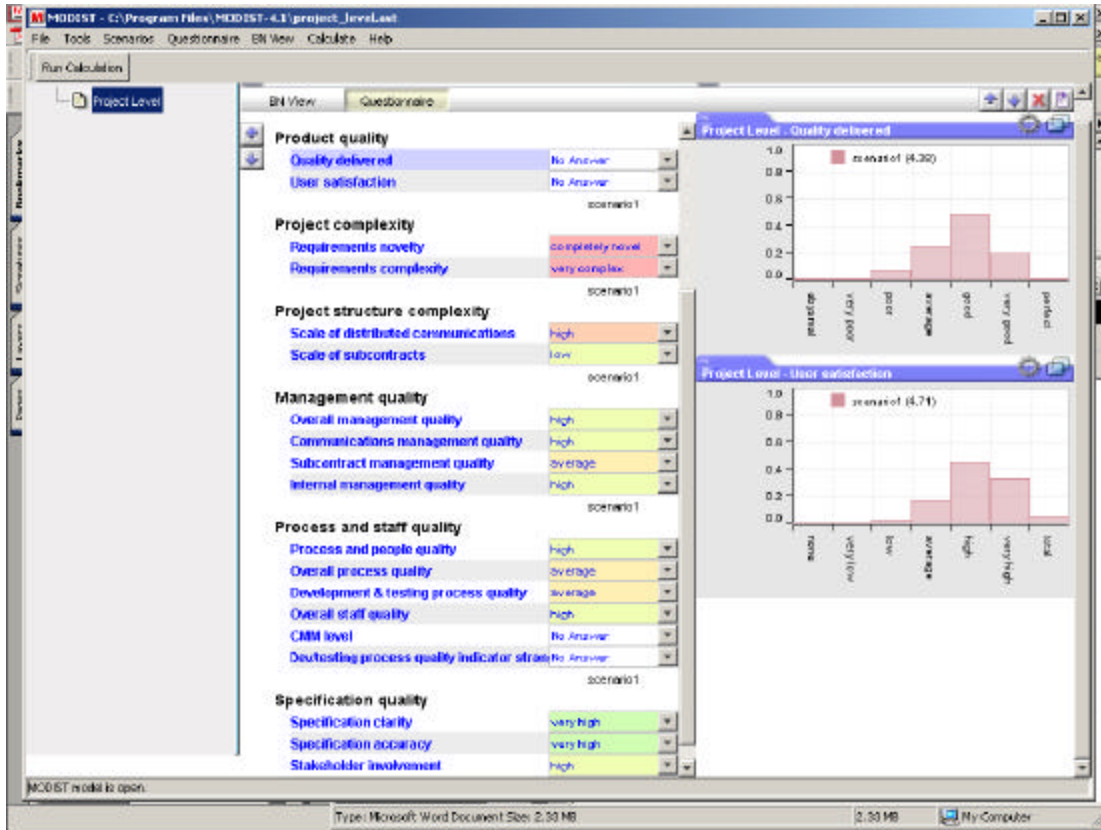 MODIST - C:\Program Files\MODIST-4.1\project_level.ast
File Tools Scenarios Questionnaire BN View Calculate Help
Run Calculation
Project Level
BN View Questionnaire
Product quality
Quality delivered No Answer
User satisfaction No Answer
scenario1
Project complexity
Requirements novelty completely novel
Requirements complexity very complex
scenario1
Project structure complexity
Scale of distributed communications high
Scale of subcontracts low
scenario1
Management quality
Overall management quality high
Communications management quality high
Subcontract management quality average
Internal management quality high
scenario1
Process and staff quality
Process and people quality high
Overall process quality average
Development & testing process quality average
Overall staff quality high
CMM level No Answer
Dev/testing process quality indicator stren No Answer
scenario1
Specification quality
Specification clarity very high
Specification accuracy very high
Stakeholder involvement high
Project Level - Quality delivered
scenario1 (4.38)
1.0
0.8
0.6
0.4
0.2
0.0
abysmal
very poor
poor
average
good
very good
perfect
Project Level - User satisfaction
scenario1 (4.71)
1.0
0.8
0.6
0.4
0.2
0.0
none
very low
low
average
high
very high
total
MODIST model is open.
Type: Microsoft Word Document Size: 2.33 MB
2.33 MB
My Computer
Bookmarks
Layers